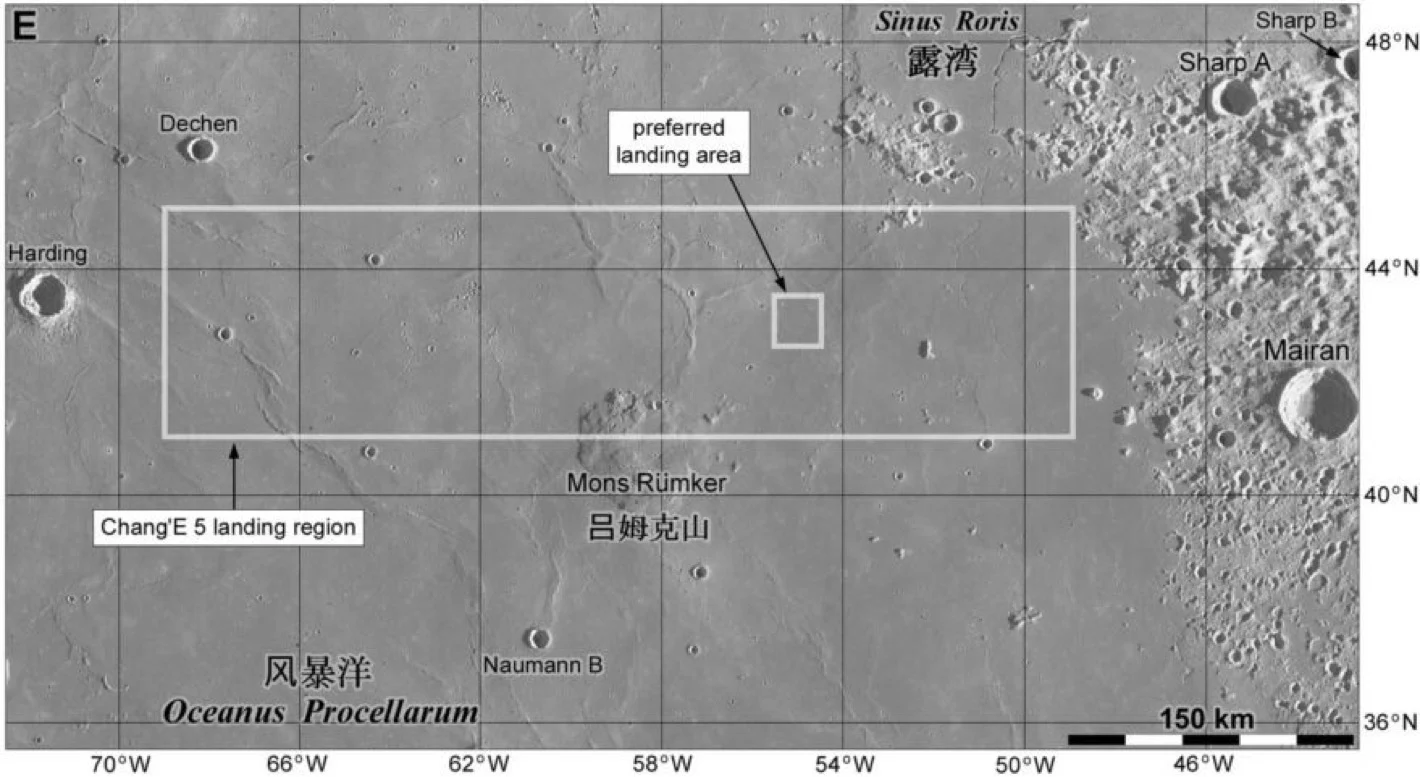 E
Sinus Roris
露湾
Sharp B
48°N
Sharp A
Dechen
preferred
landing area
Harding
44°N
Mairan
Mons Rümker
吕姆克山
40°N
Chang'E 5 landing region
Naumann B
风暴洋
Oceanus Procellarum
150 km
36°N
70°W
66°W
62°W
58°W
54°W
50°W
46°W